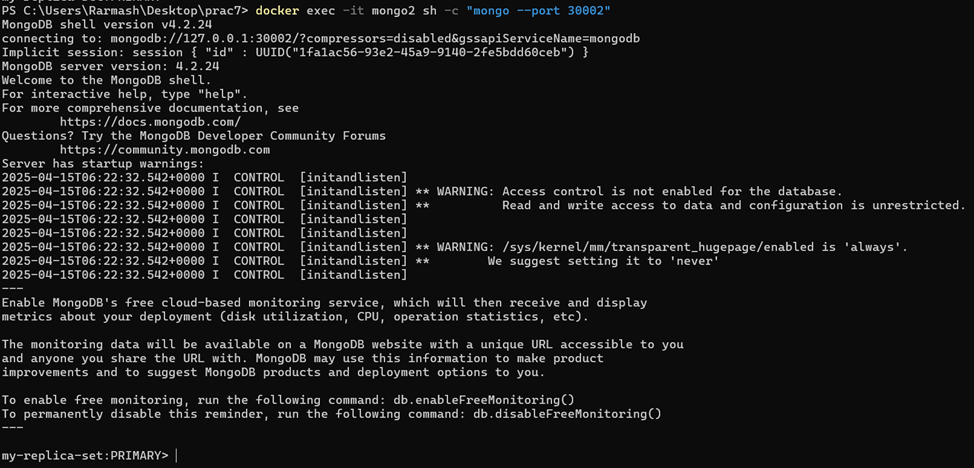 my-replica-set:PRIMARY>
PS C:\Users\Rarmash\Desktop\prac7> docker exec -it mongo2 sh -c "mongo --port 30002"
MongoDB shell version v4.2.24
connecting to: mongodb://127.0.0.1:30002/?compressors=disabled&gssapiServiceName=mongodb
Implicit session: session { "id" : UUID("1fa1ac56-93e2-45a9-9140-2fe5bdd60ceb") }
MongoDB server version: 4.2.24
Welcome to the MongoDB shell.
For interactive help, type "help".
For more comprehensive documentation, see
        https://docs.mongodb.com/
Questions? Try the MongoDB Developer Community Forums
        https://community.mongodb.com
Server has startup warnings:
2025-04-15T06:22:32.542+0000 I  CONTROL  [initandlisten]
2025-04-15T06:22:32.542+0000 I  CONTROL  [initandlisten] ** WARNING: Access control is not enabled for the database.
2025-04-15T06:22:32.542+0000 I  CONTROL  [initandlisten] **          Read and write access to data and configuration is unrestricted.
2025-04-15T06:22:32.542+0000 I  CONTROL  [initandlisten]
2025-04-15T06:22:32.542+0000 I  CONTROL  [initandlisten]
2025-04-15T06:22:32.542+0000 I  CONTROL  [initandlisten] ** WARNING: /sys/kernel/mm/transparent_hugepage/enabled is 'always'.
2025-04-15T06:22:32.542+0000 I  CONTROL  [initandlisten] **        We suggest setting it to 'never'
2025-04-15T06:22:32.542+0000 I  CONTROL  [initandlisten]
---
Enable MongoDB's free cloud-based monitoring service, which will then receive and display
metrics about your deployment (disk utilization, CPU, operation statistics, etc).

The monitoring data will be available on a MongoDB website with a unique URL accessible to you
and anyone you share the URL with. MongoDB may use this information to make product
improvements and to suggest MongoDB products and deployment options to you.

To enable free monitoring, run the following command: db.enableFreeMonitoring()
To permanently disable this reminder, run the following command: db.disableFreeMonitoring()
---

my-replica-set:PRIMARY>